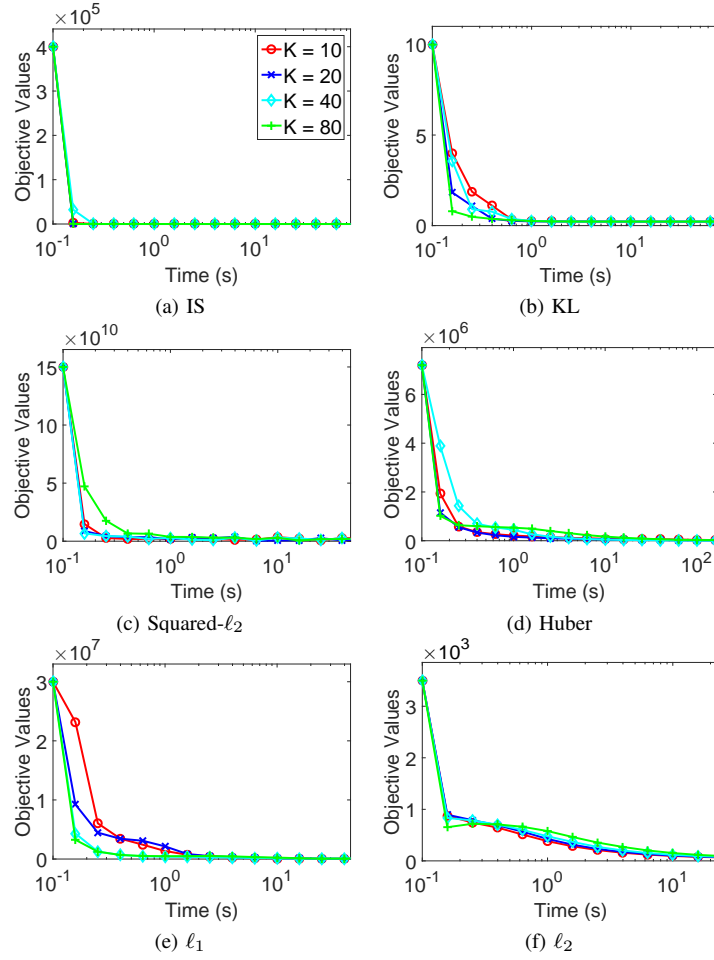 ×10^5
4
3
2
1
0
Objective Values
10^-1 10^0 10^1
Time (s)
K = 10
K = 20
K = 40
K = 80
(a) IS
10
5
0
Objective Values
10^-1 10^0 10^1
Time (s)
(b) KL
×10^10
15
10
5
0
Objective Values
10^-1 10^0 10^1
Time (s)
(c) Squared-ℓ_2
×10^6
6
4
2
0
Objective Values
10^-1 10^0 10^1 10^2
Time (s)
(d) Huber
×10^7
3
2
1
0
Objective Values
10^-1 10^0 10^1
Time (s)
(e) ℓ_1
×10^3
3
2
1
0
Objective Values
10^-1 10^0 10^1
Time (s)
(f) ℓ_2